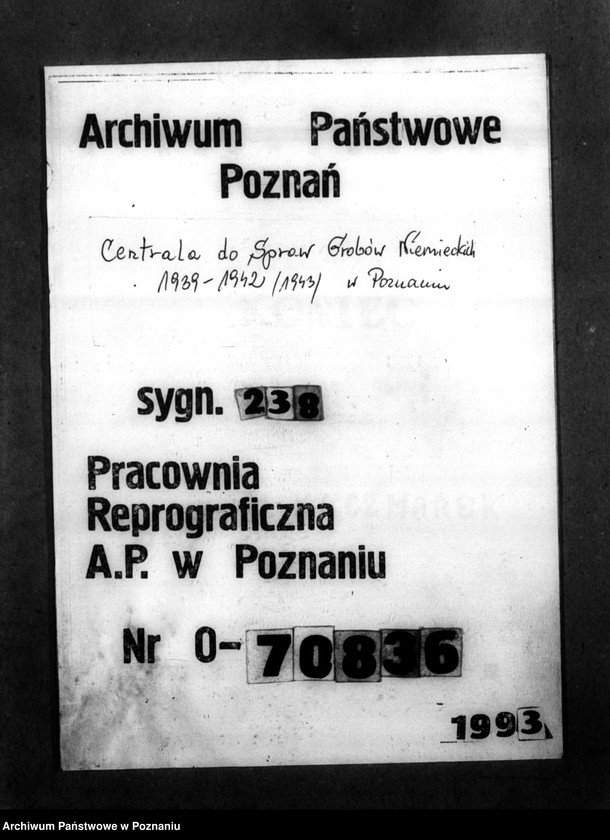 Archiwum Państwowe
Poznań
Centrala do Spraw Grobów Niemieckich
1939-1942/1943/ w Poznaniu
sygn. 238
Pracownia
Reprograficzna
A.P. w Poznaniu
Nr 0-70836
1993
Archiwum Państwowe w Poznaniu